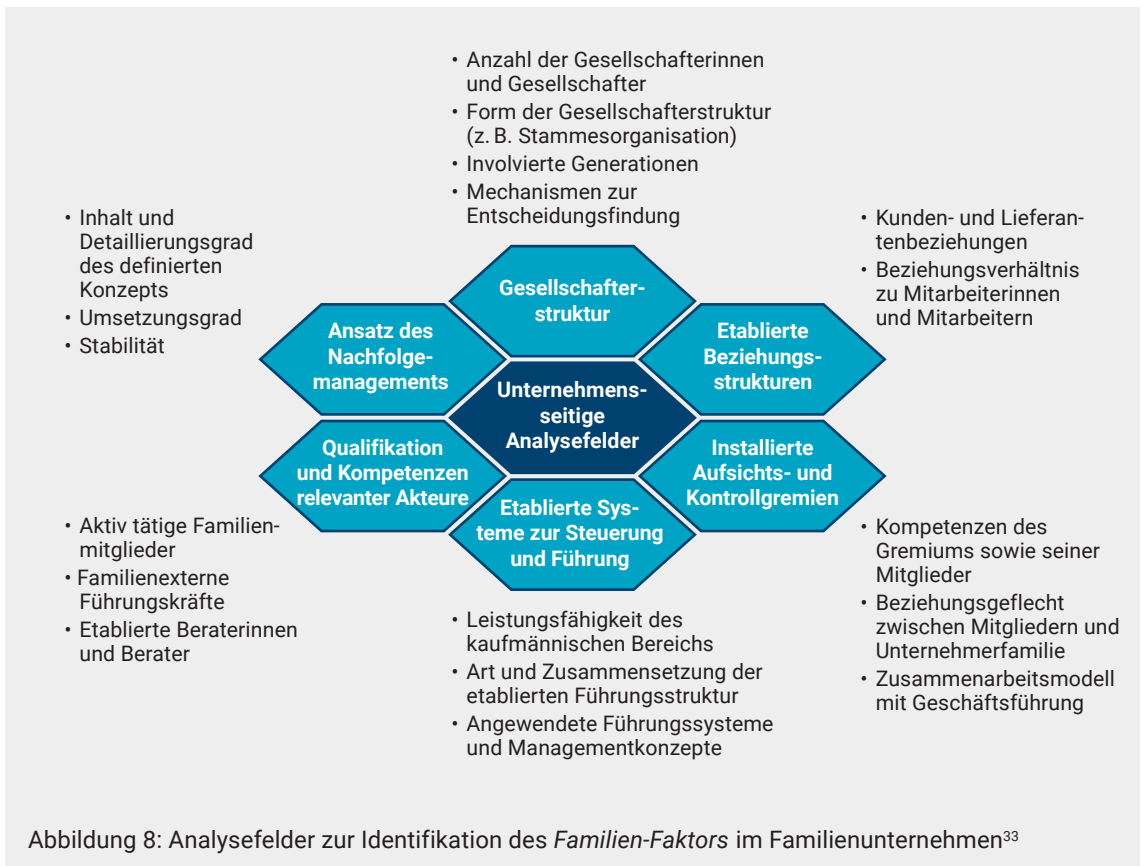 • Anzahl der Gesellschafterinnen
und Gesellschafter
• Form der Gesellschafterstruktur
(z. B. Stammesorganisation)
• Involvierte Generationen
• Mechanismen zur
Entscheidungsfindung
• Inhalt und
Detaillierungsgrad
des definierten
Konzepts
• Umsetzungsgrad
• Stabilität
• Kunden- und Lieferan-
tenbeziehungen
• Beziehungsverhältnis
zu Mitarbeiterinnen
und Mitarbeitern
Gesellschafter-
struktur
Ansatz des
Nachfolge-
managements
Etablierte
Beziehungs-
strukturen
Unternehmens-
seitige
Analysefelder
Qualifikation
und Kompetenzen
relevanter Akteure
Installierte
Aufsichts- und
Kontrollgremien
Etablierte Sys-
teme zur Steuerung
und Führung
• Aktiv tätige Familien-
mitglieder
• Familienexterne
Führungskräfte
• Etablierte Beraterinnen
und Berater
• Leistungsfähigkeit des
kaufmännischen Bereichs
• Art und Zusammensetzung der
etablierten Führungsstruktur
• Angewendete Führungssysteme
und Managementkonzepte
• Kompetenzen des
Gremiums sowie seiner
Mitglieder
• Beziehungsgeflecht
zwischen Mitgliedern und
Unternehmerfamilie
• Zusammenarbeitsmodell
mit Geschäftsführung
Abbildung 8: Analysefelder zur Identifikation des Familien-Faktors im Familienunternehmen³³